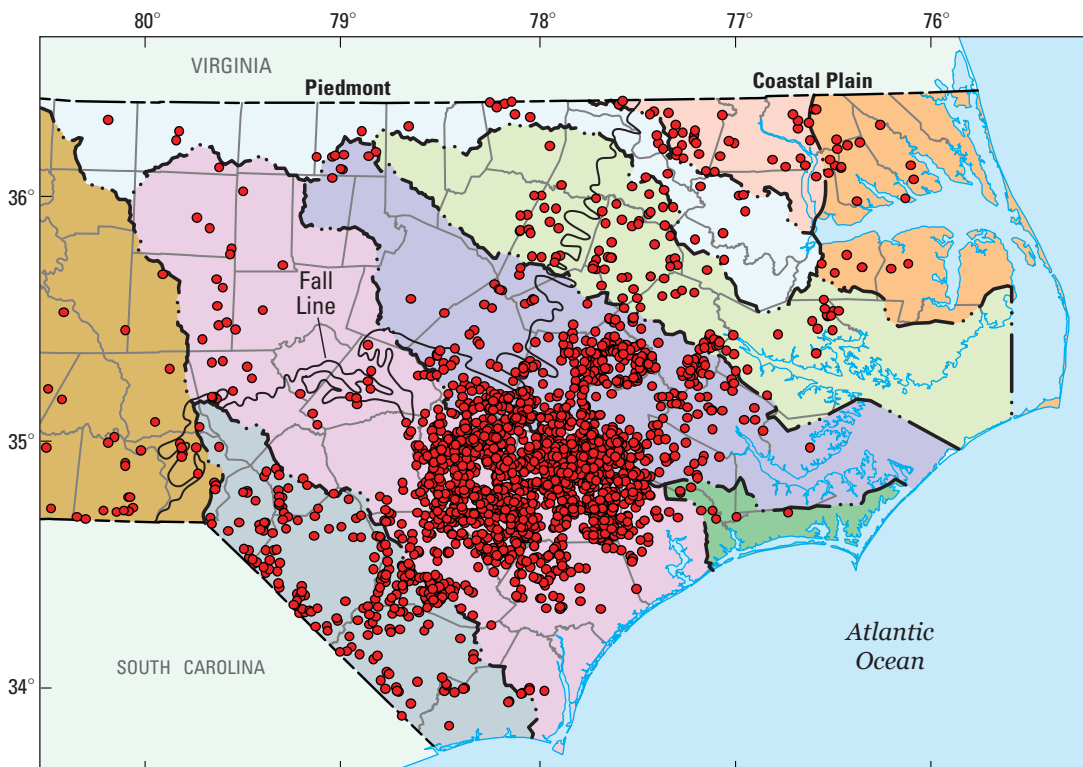 80°
79°
78°
77°
76°
VIRGINIA
Piedmont
Coastal Plain
36°
Fall
Line
35°
Atlantic
Ocean
SOUTH CAROLINA
34°